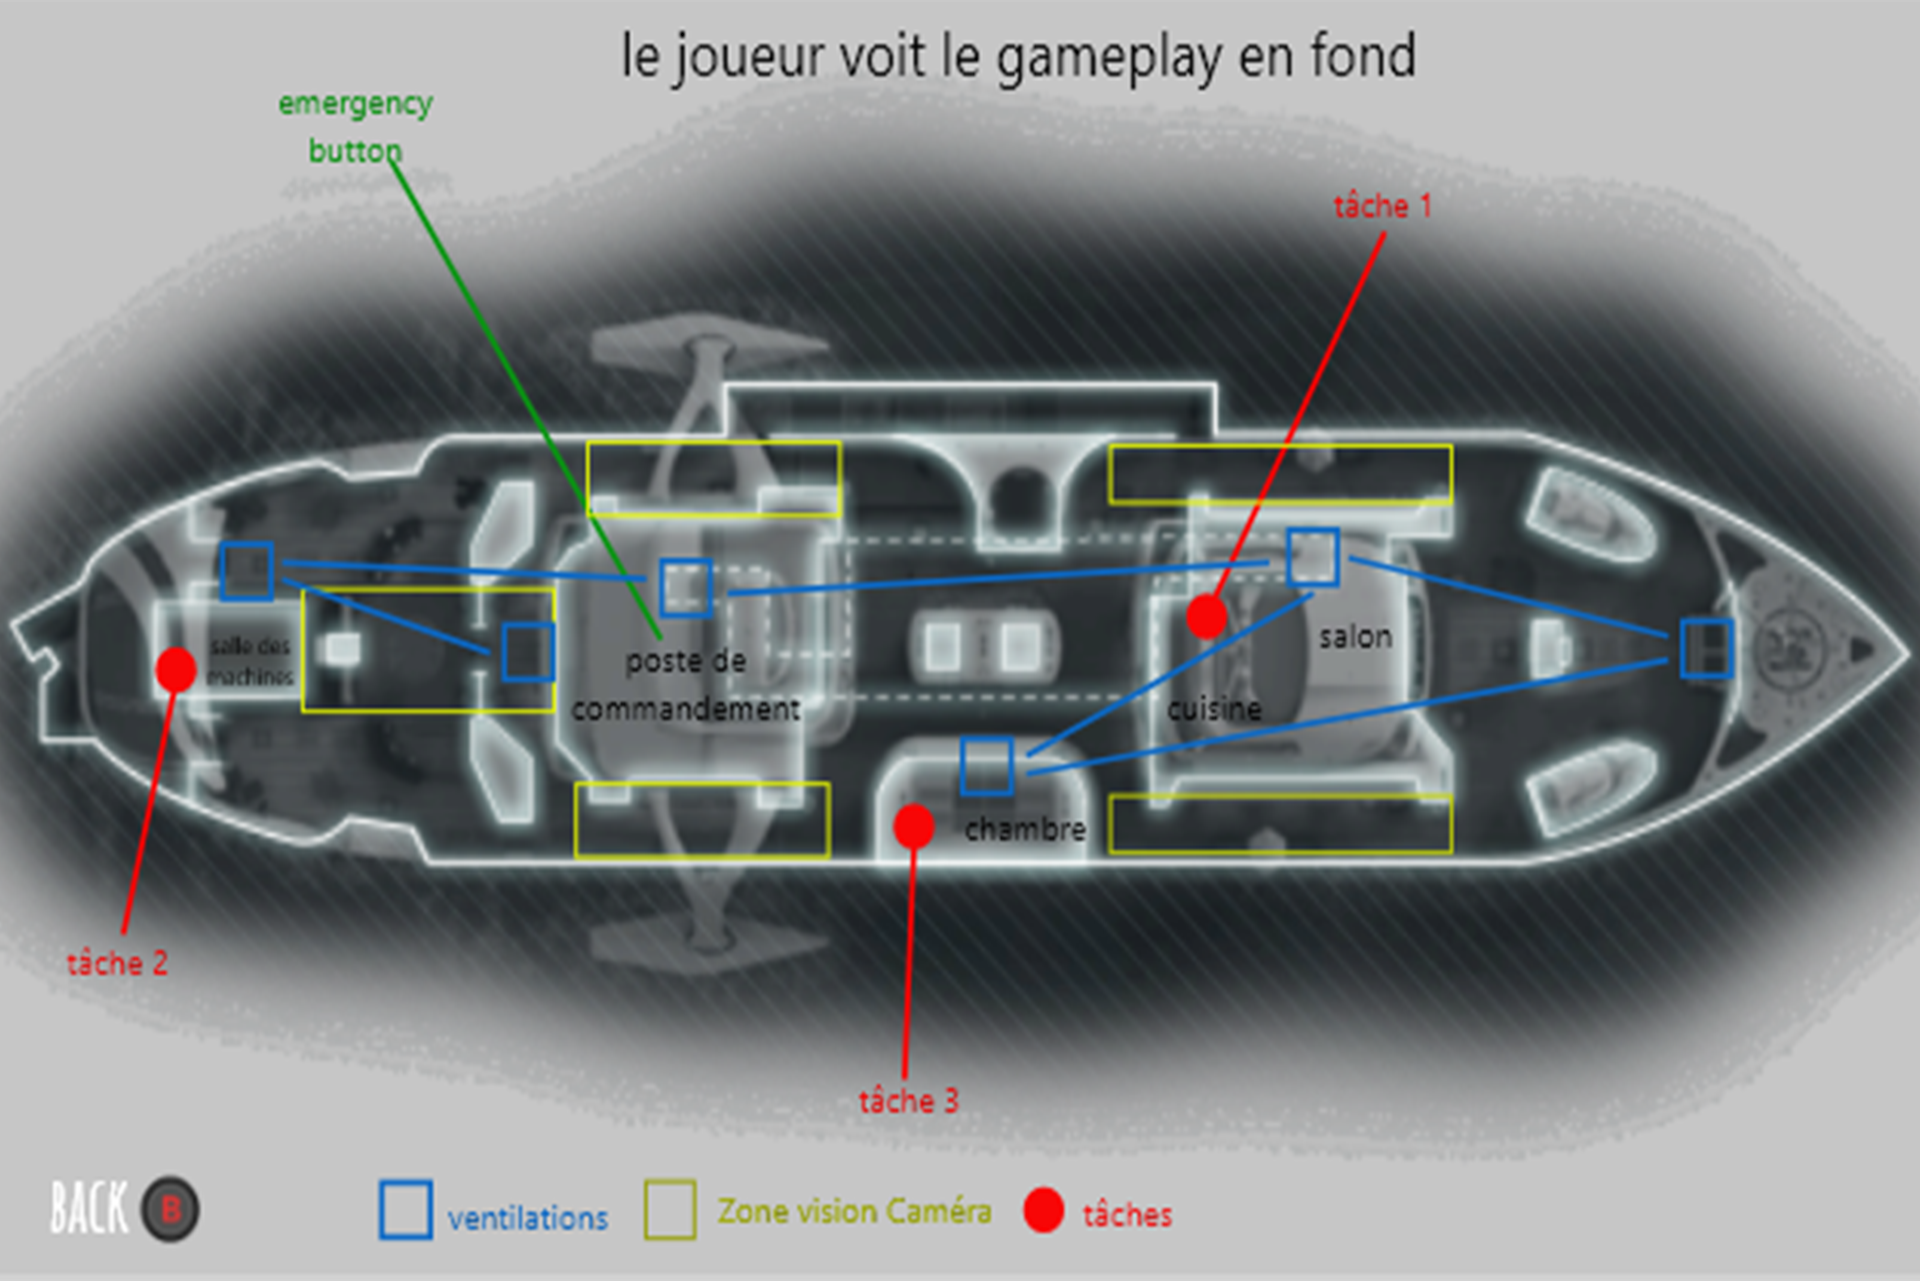 le joueur voit le gameplay en fond
emergency
button
tâche 1
salle des
machines
poste de
commandement
salon
cuisine
chambre
tâche 2
tâche 3
BACK B
ventilations
Zone vision Caméra
tâches